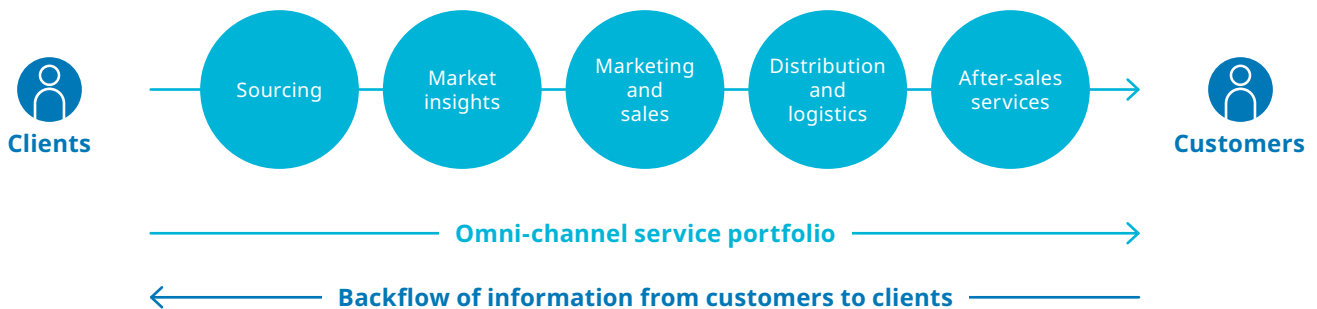 Clients
Sourcing
Market
insights
Marketing
and
sales
Distribution
and
logistics
After-sales
services
Customers
Omni-channel service portfolio
Backflow of information from customers to clients